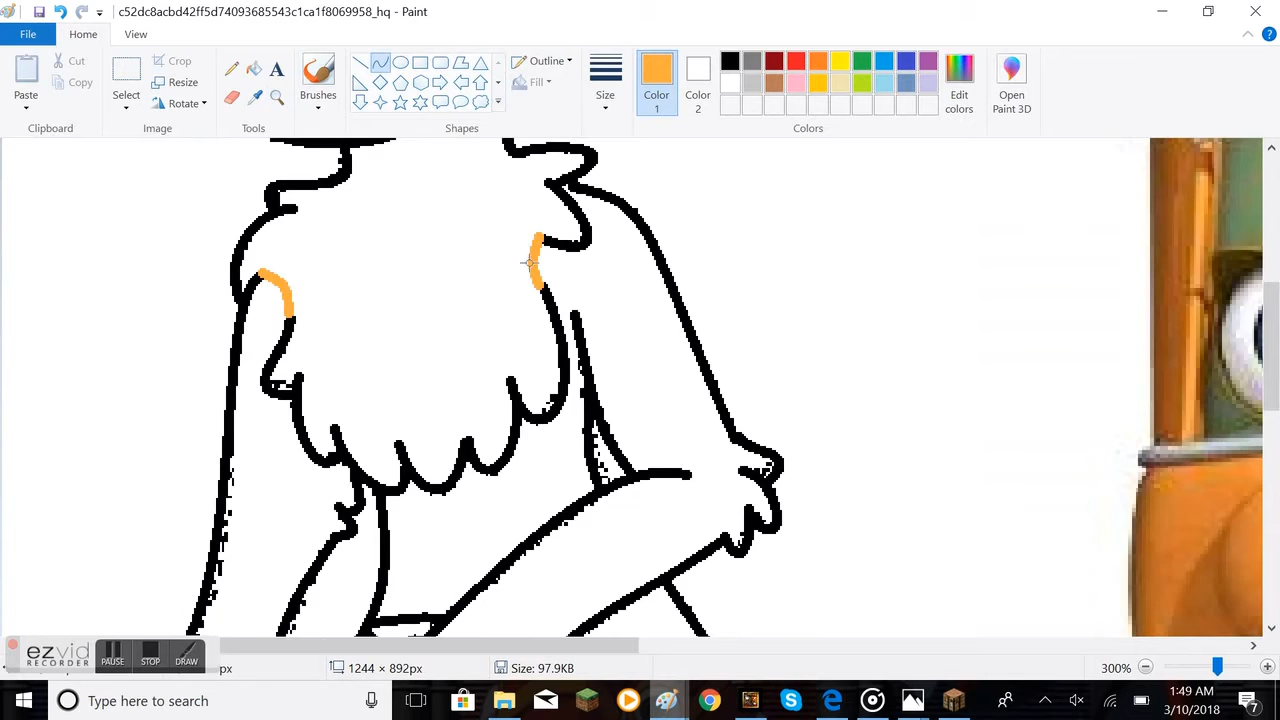 c52dc8acbd42ff5d74093685543c1ca1f8069958_hq - Paint
File Home View
Paste
Cut
Copy
Clipboard
Select
Crop
Resize
Rotate
Image
A
Tools
Brushes
Outline
Fill
Shapes
Size
Color 1
Color 2
Edit colors
Colors
Open Paint 3D
ezvid
RECORDER
PAUSE STOP DRAW
px
1244 × 892px
Size: 97.9KB
300%
Type here to search
1:49 AM
3/10/2018
7